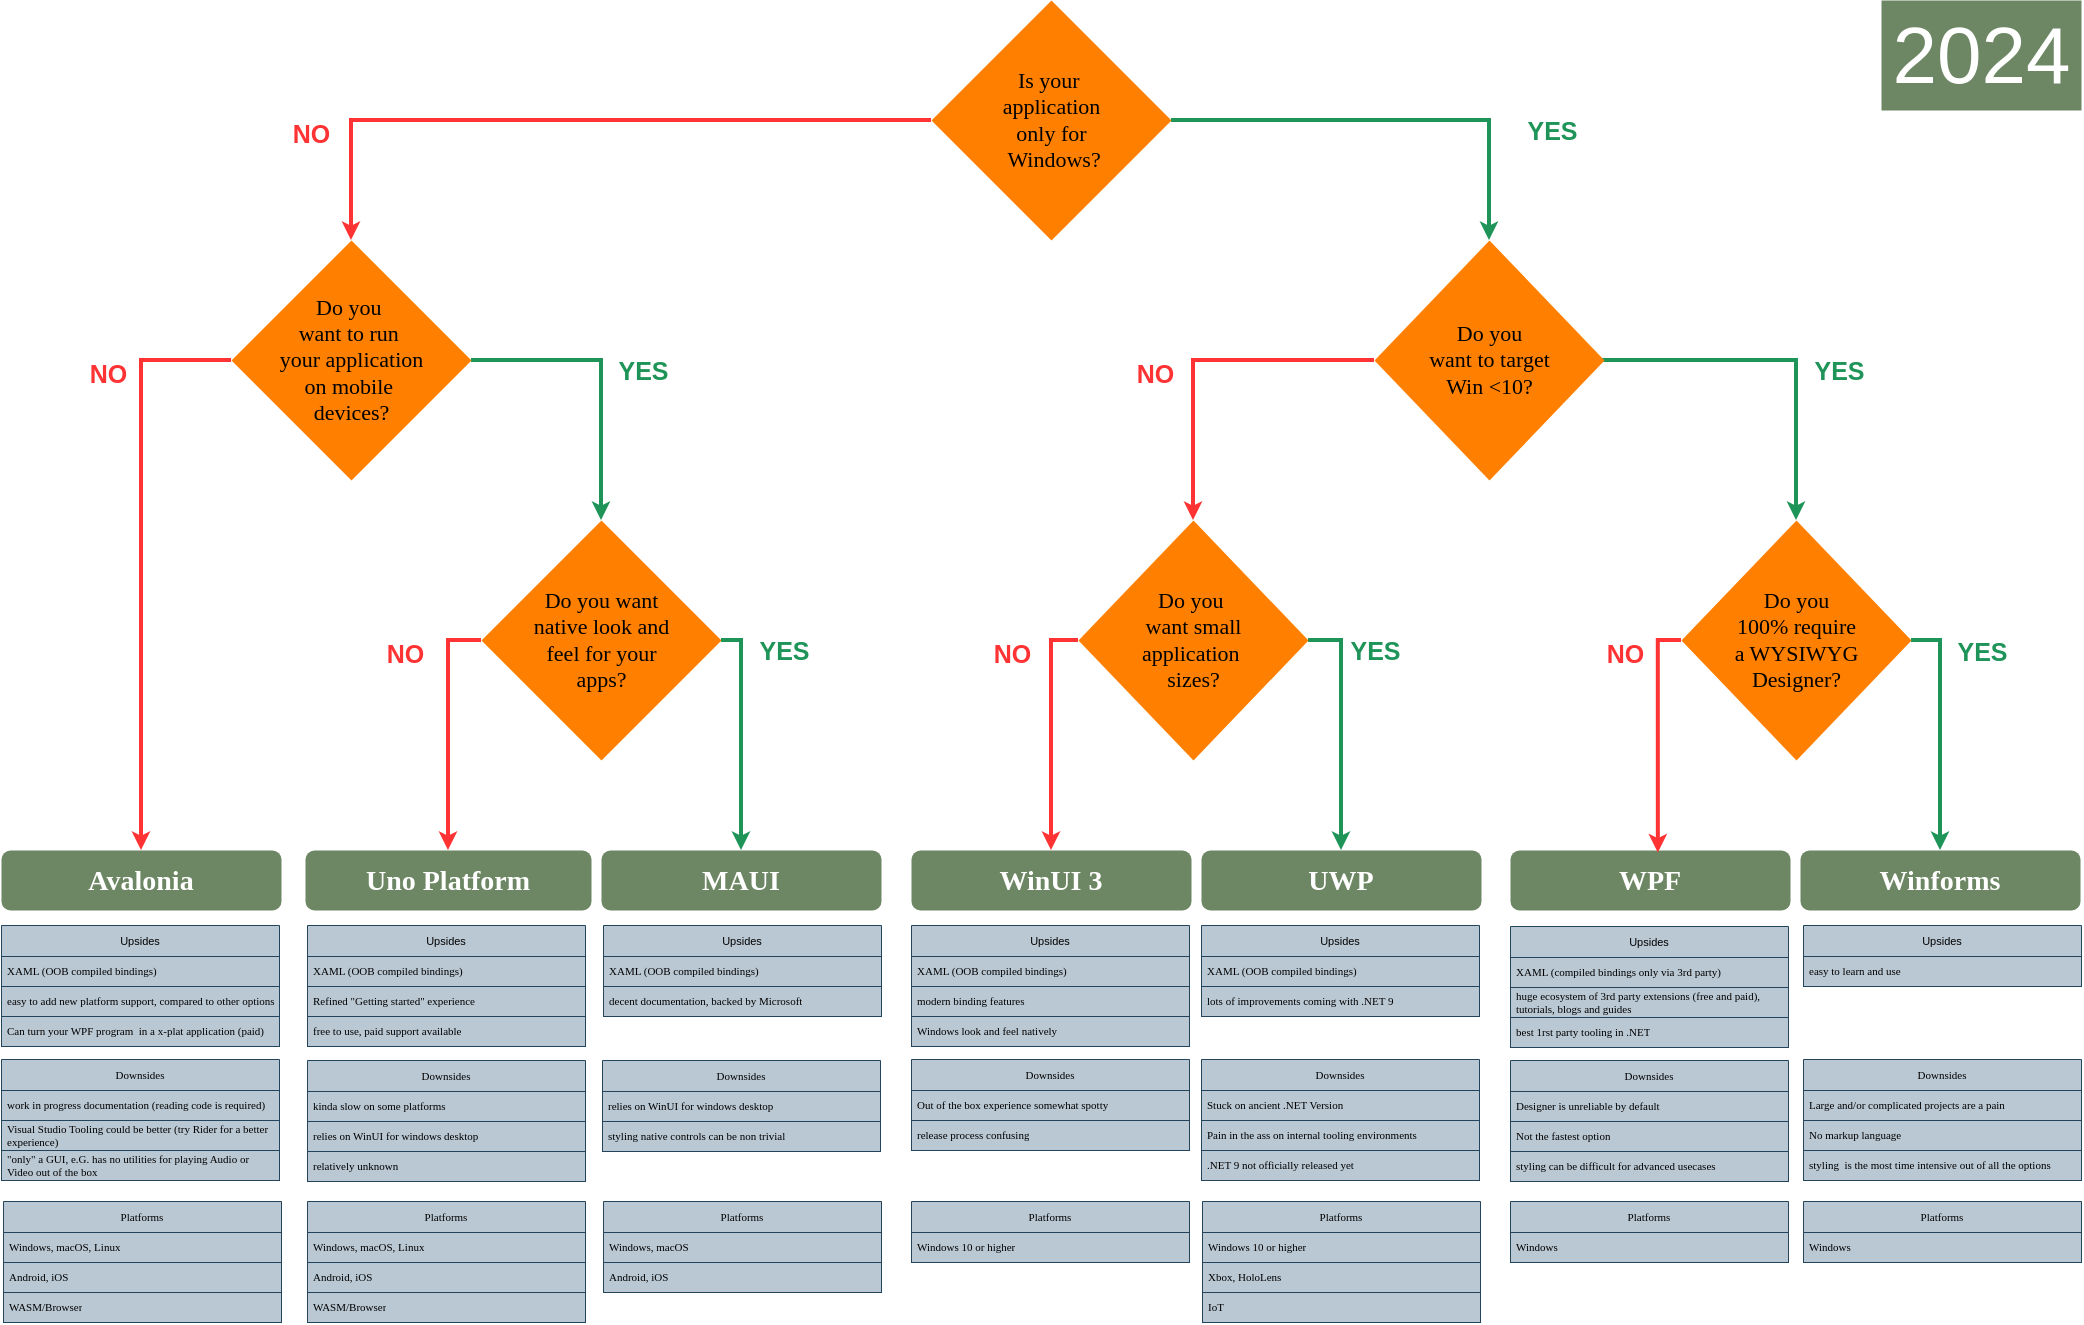 2024
Is your
application
only for
Windows?
NO
YES
Do you
want to run
your application
on mobile
devices?
Do you
want to target
Win <10?
NO
YES
NO
YES
Do you want
native look and
feel for your
apps?
Do you
want small
application
sizes?
Do you
100% require
a WYSIWYG
Designer?
NO
YES
NO
YES
NO
YES
Avalonia
Uno Platform
MAUI
WinUI 3
UWP
WPF
Winforms
Upsides
XAML (OOB compiled bindings)
easy to add new platform support, compared to other options
Can turn your WPF program  in a x-plat application (paid)
Upsides
XAML (OOB compiled bindings)
Refined "Getting started" experience
free to use, paid support available
Upsides
XAML (OOB compiled bindings)
decent documentation, backed by Microsoft
Upsides
XAML (OOB compiled bindings)
modern binding features
Windows look and feel natively
Upsides
XAML (OOB compiled bindings)
lots of improvements coming with .NET 9
Upsides
XAML (compiled bindings only via 3rd party)
huge ecosystem of 3rd party extensions (free and paid),
tutorials, blogs and guides
best 1rst party tooling in .NET
Upsides
easy to learn and use
Downsides
work in progress documentation (reading code is required)
Visual Studio Tooling could be better (try Rider for a better
experience)
"only" a GUI, e.G. has no utilities for playing Audio or
Video out of the box
Downsides
kinda slow on some platforms
relies on WinUI for windows desktop
relatively unknown
Downsides
relies on WinUI for windows desktop
styling native controls can be non trivial
Downsides
Out of the box experience somewhat spotty
release process confusing
Downsides
Stuck on ancient .NET Version
Pain in the ass on internal tooling environments
.NET 9 not officially released yet
Downsides
Designer is unreliable by default
Not the fastest option
styling can be difficult for advanced usecases
Downsides
Large and/or complicated projects are a pain
No markup language
styling  is the most time intensive out of all the options
Platforms
Windows, macOS, Linux
Android, iOS
WASM/Browser
Platforms
Windows, macOS, Linux
Android, iOS
WASM/Browser
Platforms
Windows, macOS
Android, iOS
Platforms
Windows 10 or higher
Platforms
Windows 10 or higher
Xbox, HoloLens
IoT
Platforms
Windows
Platforms
Windows